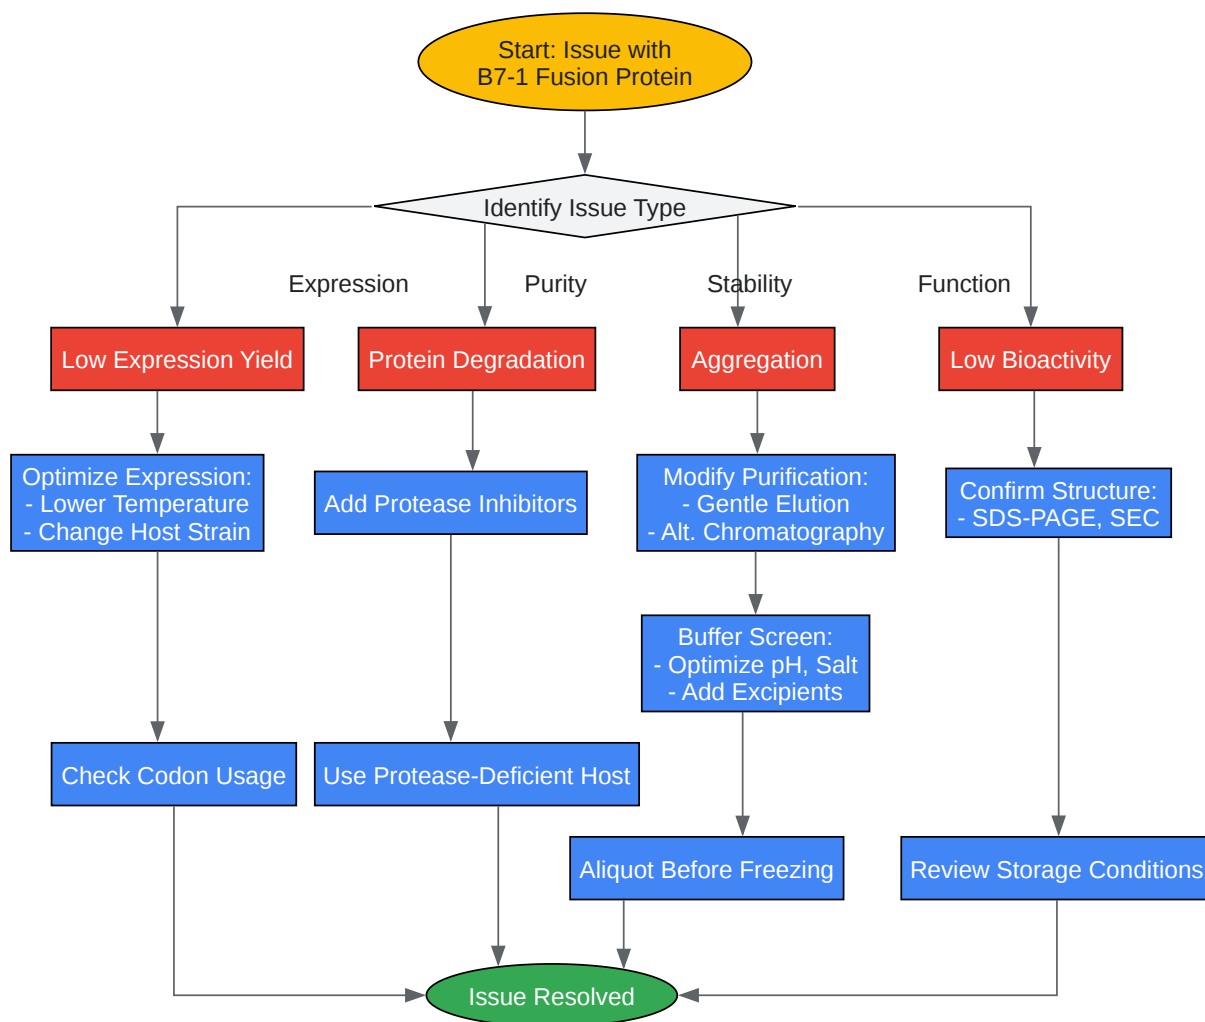 Start: Issue with
B7-1 Fusion Protein
Identify Issue Type
Expression
Purity
Stability
Function
Low Expression Yield
Protein Degradation
Aggregation
Low Bioactivity
Optimize Expression:
- Lower Temperature
- Change Host Strain
Add Protease Inhibitors
Modify Purification:
- Gentle Elution
- Alt. Chromatography
Confirm Structure:
- SDS-PAGE, SEC
Buffer Screen:
- Optimize pH, Salt
- Add Excipients
Check Codon Usage
Use Protease-Deficient Host
Aliquot Before Freezing
Review Storage Conditions
Issue Resolved